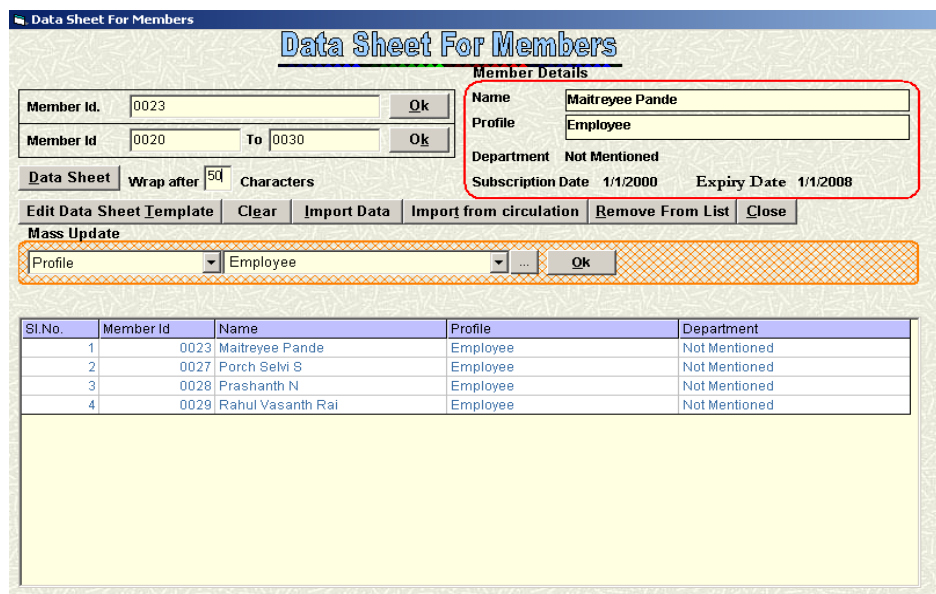 Data Sheet For Members
Data Sheet For Members
Member Details
Member Id. 0023 Ok
Name Maitreyee Pande
Profile Employee
Member Id 0020 To 0030 Ok
Department Not Mentioned
Data Sheet Wrap after 50 Characters
Subscription Date 1/1/2000 Expiry Date 1/1/2008
Edit Data Sheet Template Clear Import Data Import from circulation Remove From List Close
Mass Update
Profile Employee ... Ok
Sl.No. Member Id Name Profile Department
1 0023 Maitreyee Pande Employee Not Mentioned
2 0027 Porch Selvi S Employee Not Mentioned
3 0028 Prashanth N Employee Not Mentioned
4 0029 Rahul Vasanth Rai Employee Not Mentioned